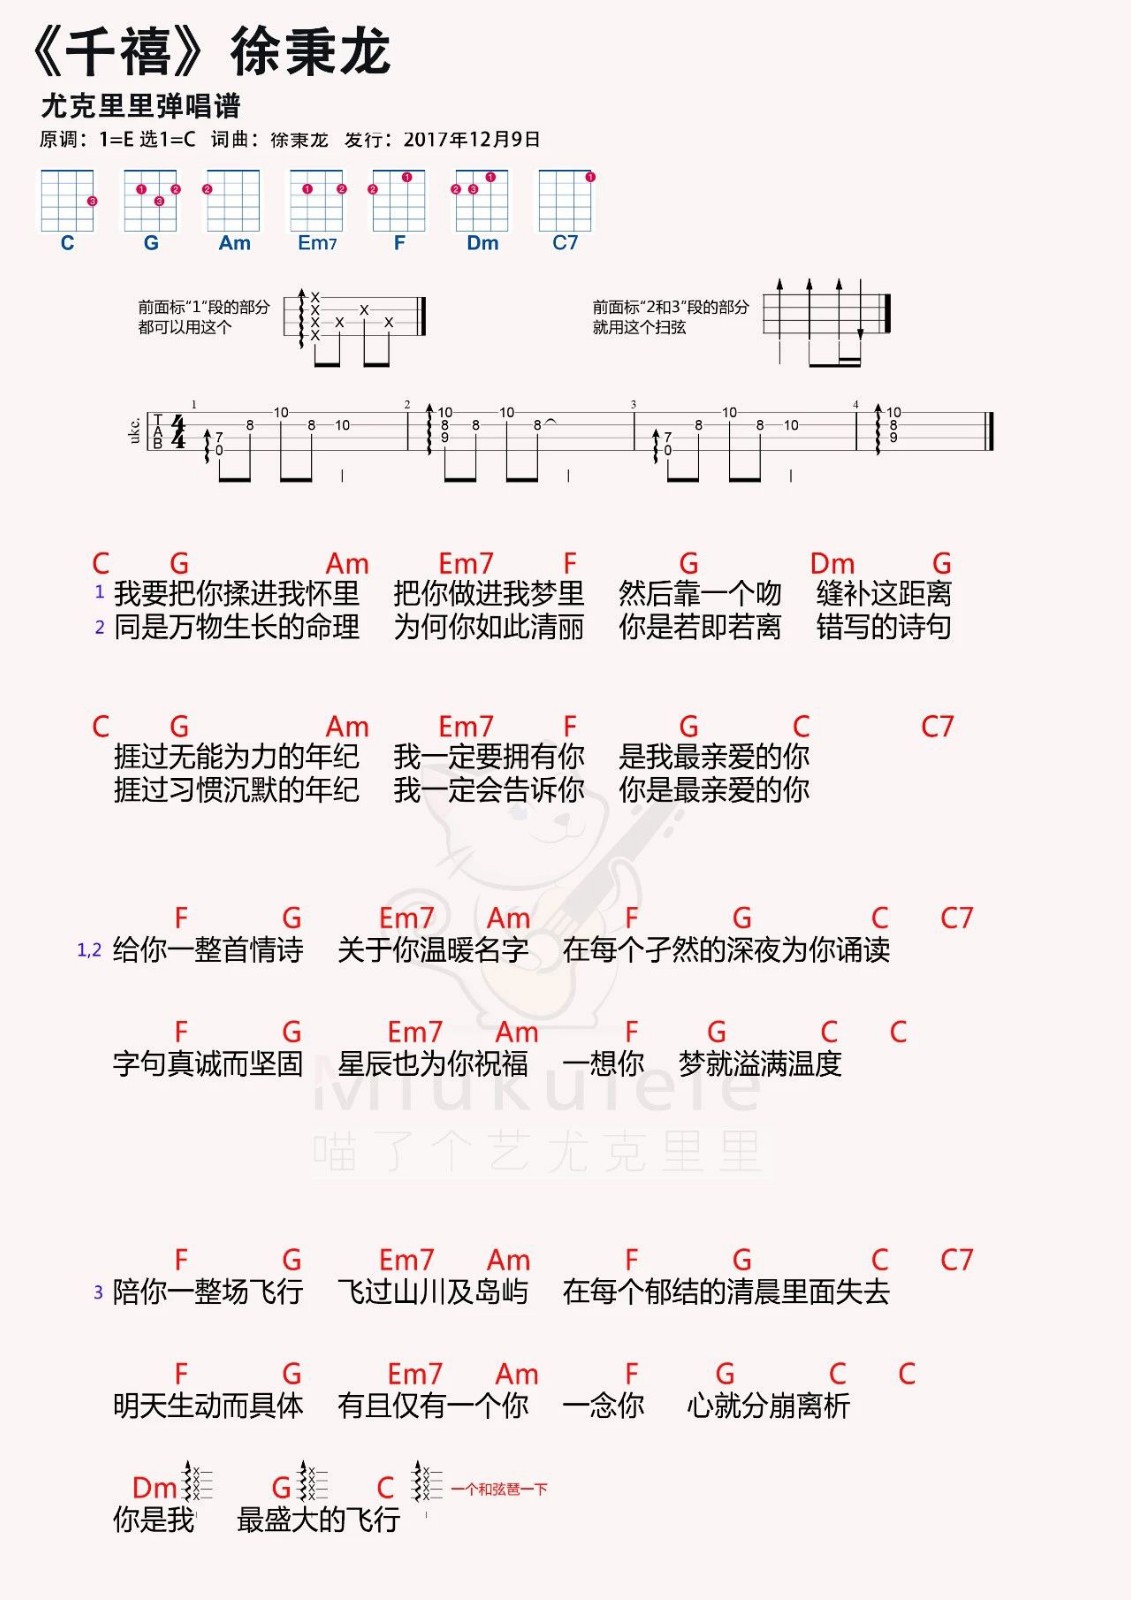 《千禧》徐秉龙
尤克里里弹唱谱
原调：1=E 选1=C 词曲：徐秉龙 发行：2017年12月9日
1 2 3 2 1 2 2 1 2 3 1 1
3
C G Am Em7 F Dm C7
前面标“1”段的部分
都可以用这个
X X X X X X X
前面标“2和3”段的部分
就用这个扫弦
1 2 3 4
uke. T A B 4 4
7 0 8 10 8 10
10 8 9 8 10 8
7 0 8 10 8 10
10 8 9
C G Am Em7 F G Dm G
1 我要把你揉进我怀里 把你做进我梦里 然后靠一个吻 缝补这距离
2 同是万物生长的命理 为何你如此清丽 你是若即若离 错写的诗句
C G Am Em7 F G C C7
捱过无能为力的年纪 我一定要拥有你 是我最亲爱的你
捱过习惯沉默的年纪 我一定会告诉你 你是最亲爱的你
F G Em7 Am F G C C7
1,2 给你一整首情诗 关于你温暖名字 在每个孑然的深夜为你诵读
F G Em7 Am F G C C
字句真诚而坚固 星辰也为你祝福 一想你 梦就溢满温度
Miukulele
喵了个艺尤克里里
F G Em7 Am F G C C7
3 陪你一整场飞行 飞过山川及岛屿 在每个郁结的清晨里面失去
F G Em7 Am F G C C
明天生动而具体 有且仅有一个你 一念你 心就分崩离析
Dm X X X X G X X X X C X X X X 一个和弦琶一下
你是我 最盛大的飞行